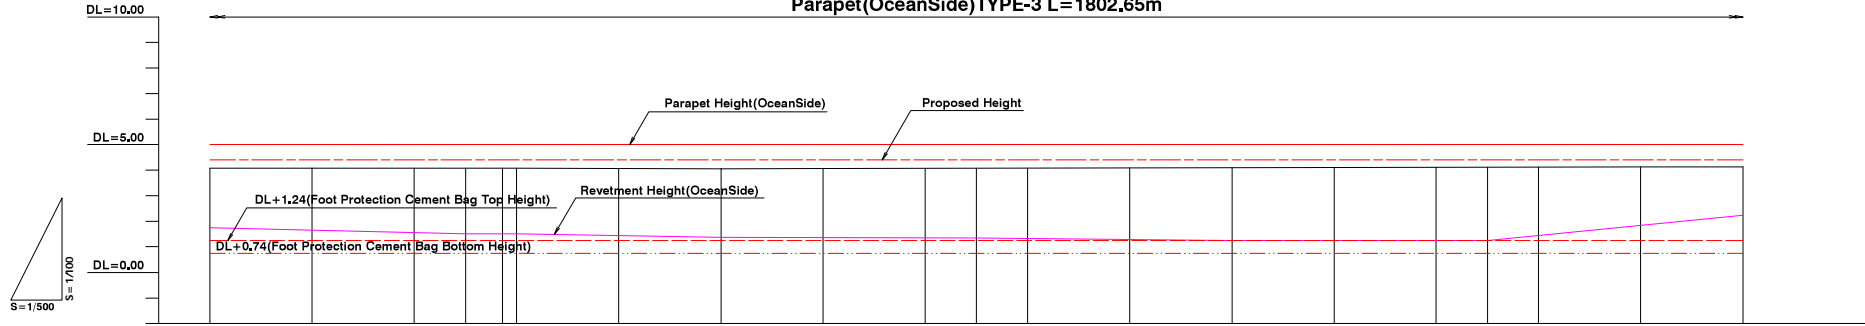 Parapet(OceanSide)TYPE-3 L=1802.65m
DL=10.00
Parapet Height(OceanSide)
Proposed Height
DL=5.00
Revetment Height(OceanSide)
DL+1.24(Foot Protection Cement Bag Top Height)
DL+0.74(Foot Protection Cement Bag Bottom Height)
DL=0.00
S=1/100
S=1/500